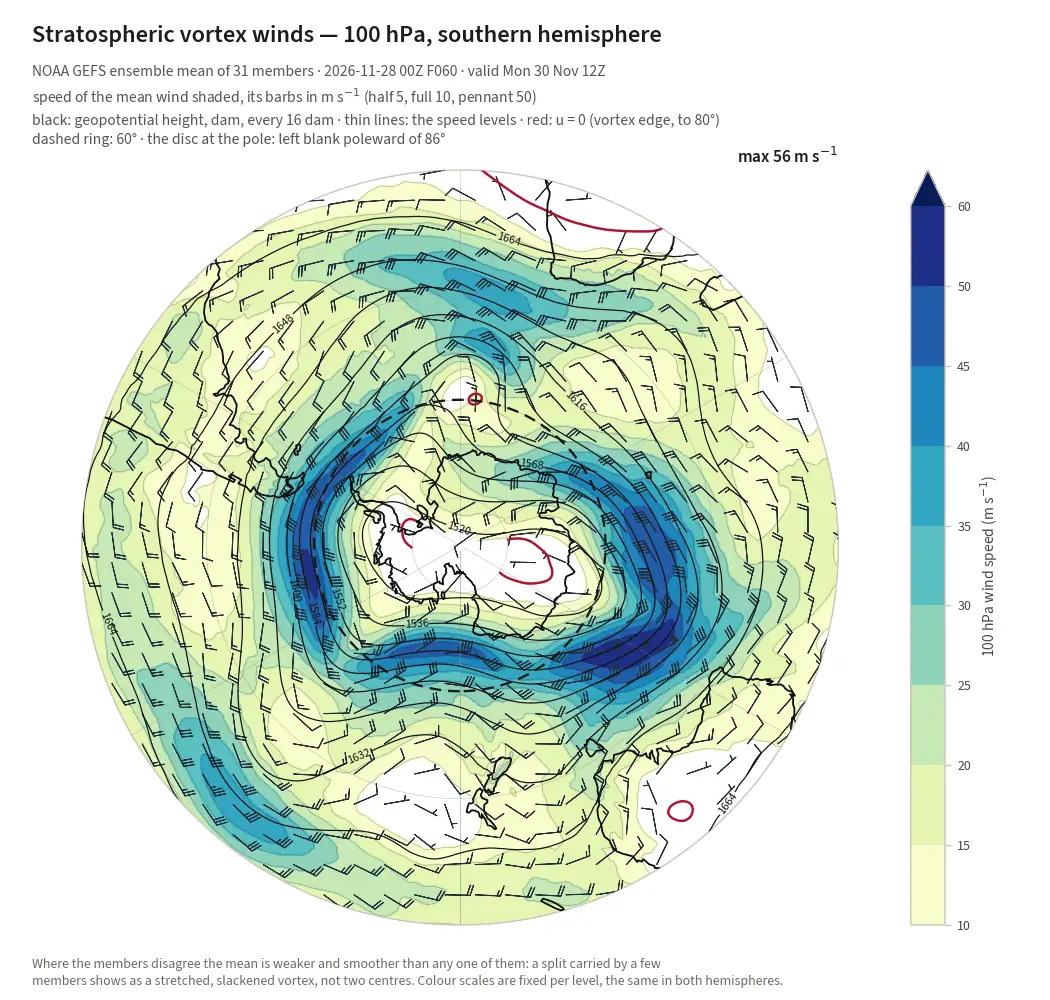 Stratospheric vortex winds — 100 hPa, southern hemisphere
NOAA GEFS ensemble mean of 31 members · 2026-11-28 00Z F060 · valid Mon 30 Nov 12Z
speed of the mean wind shaded, its barbs in m s⁻¹ (half 5, full 10, pennant 50)
black: geopotential height, dam, every 16 dam · thin lines: the speed levels · red: u = 0 (vortex edge, to 80°)
dashed ring: 60° · the disc at the pole: left blank poleward of 86°
max 56 m s⁻¹
1664
1648
1616
1568
1520
1600
1584
1552
1536
1664
1632
1664
60
50
45
40
35
30
25
20
15
10
100 hPa wind speed (m s⁻¹)
Where the members disagree the mean is weaker and smoother than any one of them: a split carried by a few
members shows as a stretched, slackened vortex, not two centres. Colour scales are fixed per level, the same in both hemispheres.